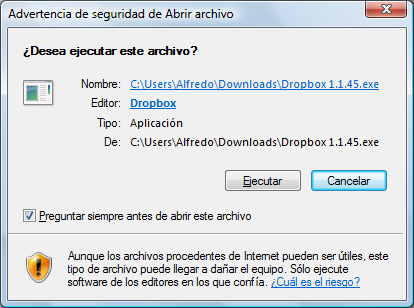 Advertencia de seguridad de Abrir archivo
¿Desea ejecutar este archivo?
Nombre: C:\Users\Alfredo\Downloads\Dropbox 1.1.45.exe
Editor: Dropbox
Tipo: Aplicación
De: C:\Users\Alfredo\Downloads\Dropbox 1.1.45.exe
Ejecutar Cancelar
Preguntar siempre antes de abrir este archivo
Aunque los archivos procedentes de Internet pueden ser útiles, este
tipo de archivo puede llegar a dañar el equipo. Sólo ejecute
software de los editores en los que confía. ¿Cuál es el riesgo?